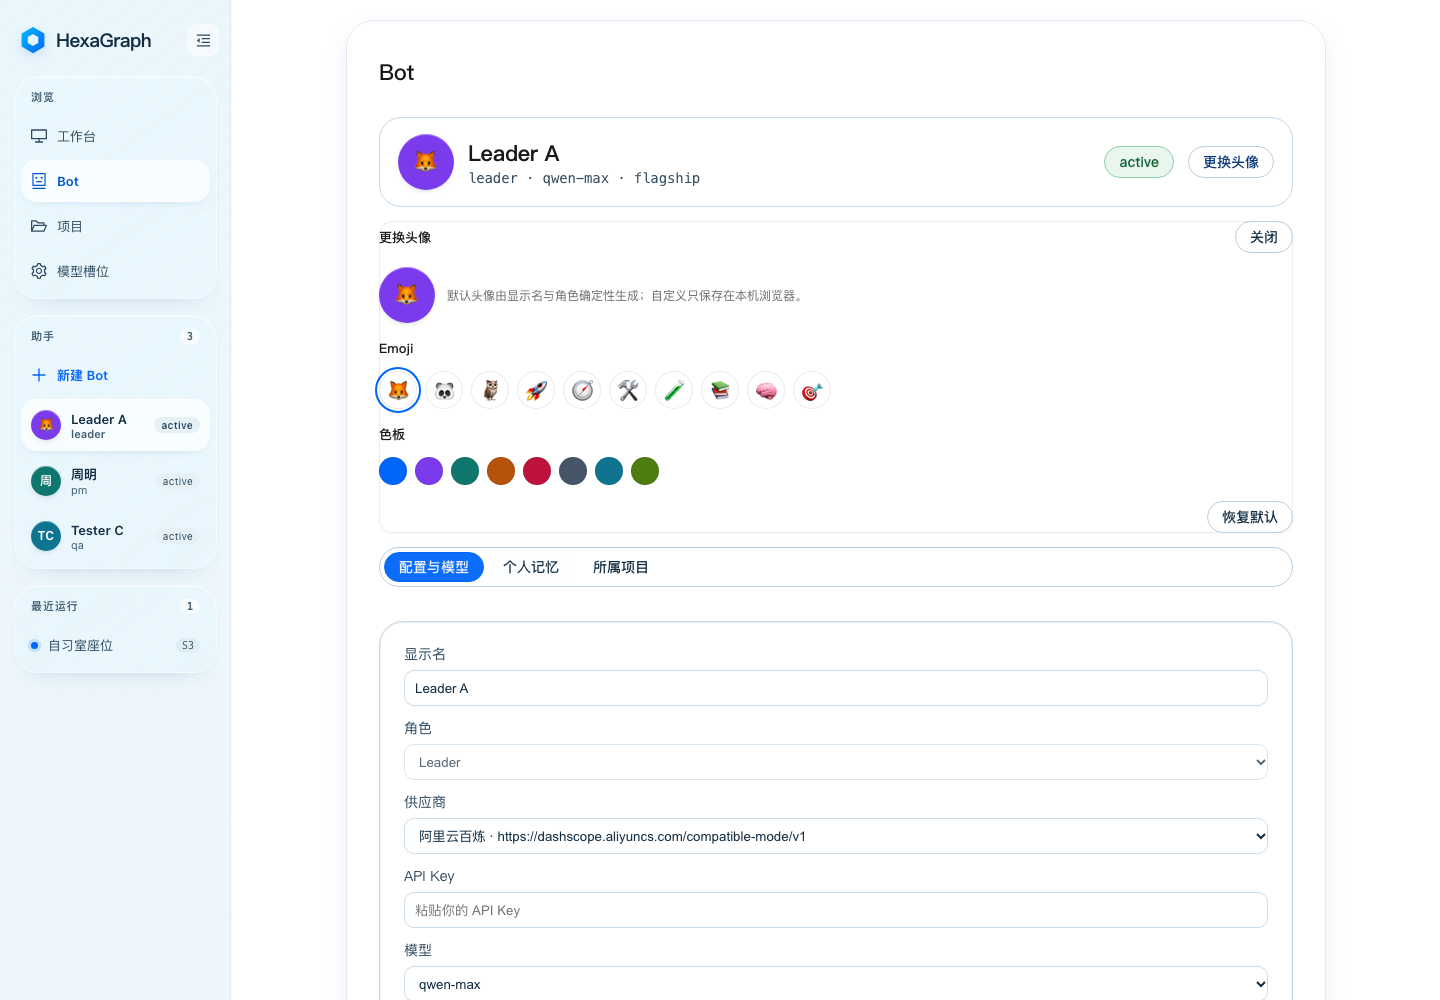 HexaGraph
浏览
工作台
Bot
项目
模型槽位
助手 3
新建 Bot
Leader A active
leader
周明 active
pm
TC Tester C active
qa
周
最近运行 1
自习室座位 S3
Bot
Leader A
leader · qwen-max · flagship
active 更换头像
更换头像 关闭
默认头像由显示名与角色确定性生成；自定义只保存在本机浏览器。
Emoji
色板
恢复默认
配置与模型 个人记忆 所属项目
显示名
Leader A
角色
Leader
供应商
阿里云百炼 · https://dashscope.aliyuncs.com/compatible-mode/v1
API Key
粘贴你的 API Key
模型
qwen-max